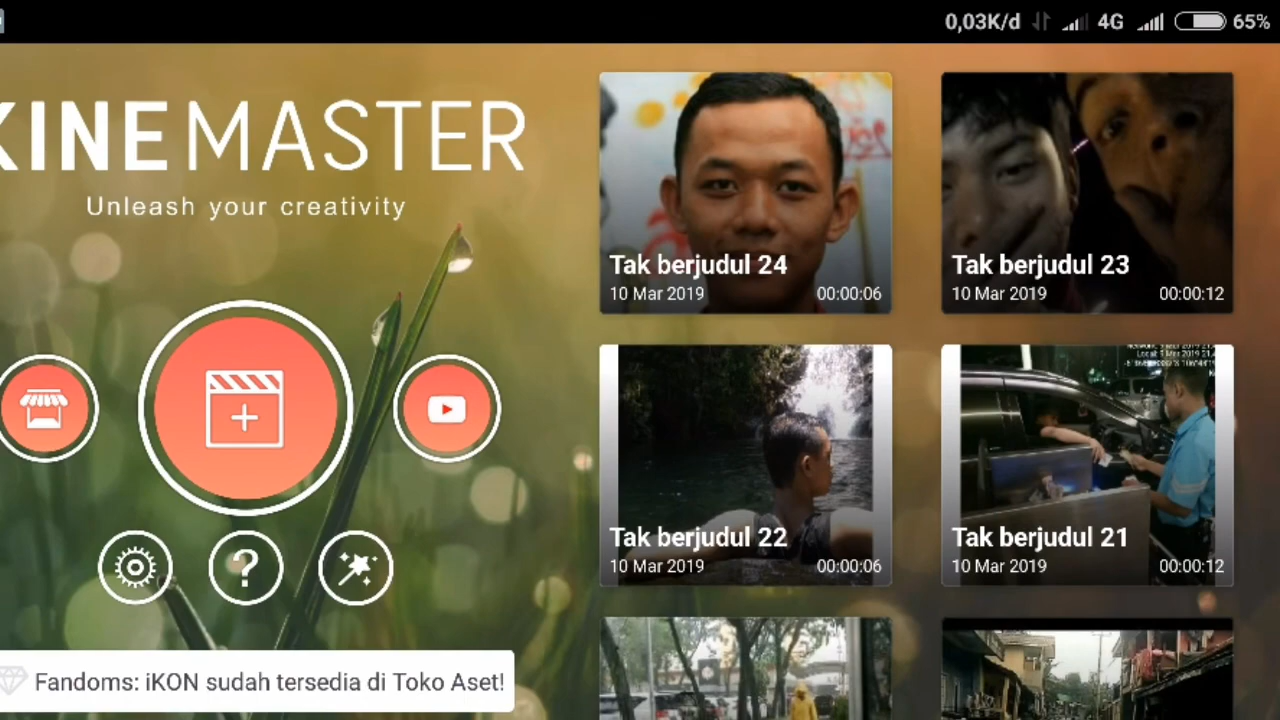 0,03K/d 4G 65%
KINEMASTER
Unleash your creativity
Tak berjudul 24
10 Mar 2019 00:00:06
Tak berjudul 23
10 Mar 2019 00:00:12
Tak berjudul 22
10 Mar 2019 00:00:06
Tak berjudul 21
10 Mar 2019 00:00:12
Fandoms: iKON sudah tersedia di Toko Aset!